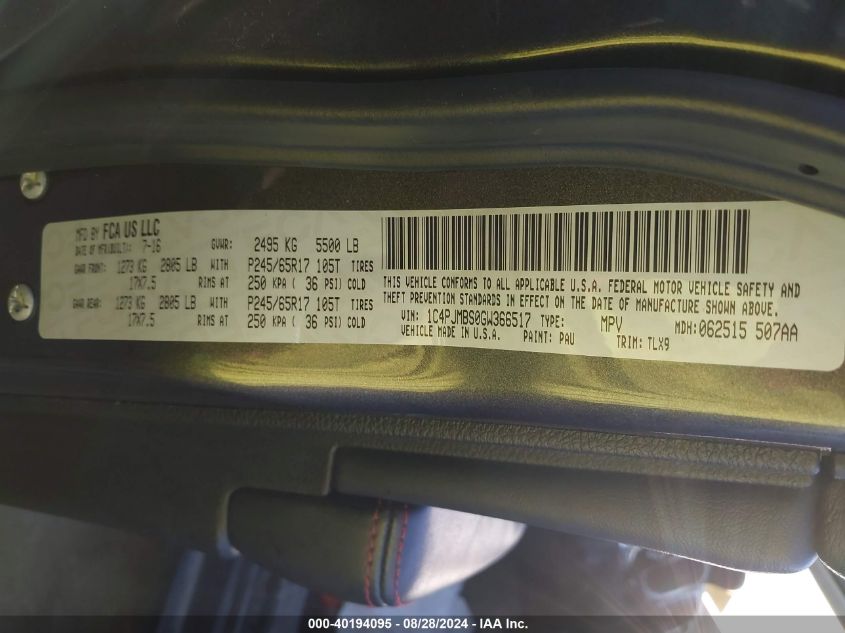 MFD BY FCA US LLC
DATE OF MFR(BUILT): 7-16 GVWR: 2495 KG 5500 LB
GAWR FRONT: 1273 KG 2805 LB WITH P245/65R17 105T TIRES
17X7.5 RIMS AT 250 KPA ( 36 PSI) COLD
GAWR REAR: 1273 KG 2805 LB WITH P245/65R17 105T TIRES
17X7.5 RIMS AT 250 KPA ( 36 PSI) COLD
THIS VEHICLE CONFORMS TO ALL APPLICABLE U.S.A. FEDERAL MOTOR VEHICLE SAFETY AND
THEFT PREVENTION STANDARDS IN EFFECT ON THE DATE OF MANUFACTURE SHOWN ABOVE.
VIN: 1C4PJMBS0GW366517 TYPE: MPV MDH: 062515 507AA
VEHICLE MADE IN U.S.A. PAINT: PAU TRIM: TLX9
000-40194095 - 08/28/2024 - IAA Inc.